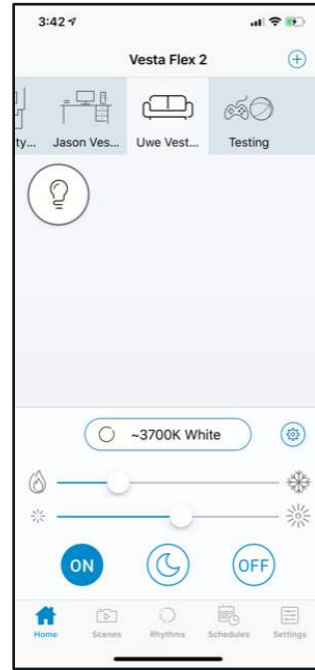 3:42
Vesta Flex 2
ty... Jason Ves... Uwe Vest... Testing
~3700K White
ON OFF
Home Scenes Rhythms Schedules Settings